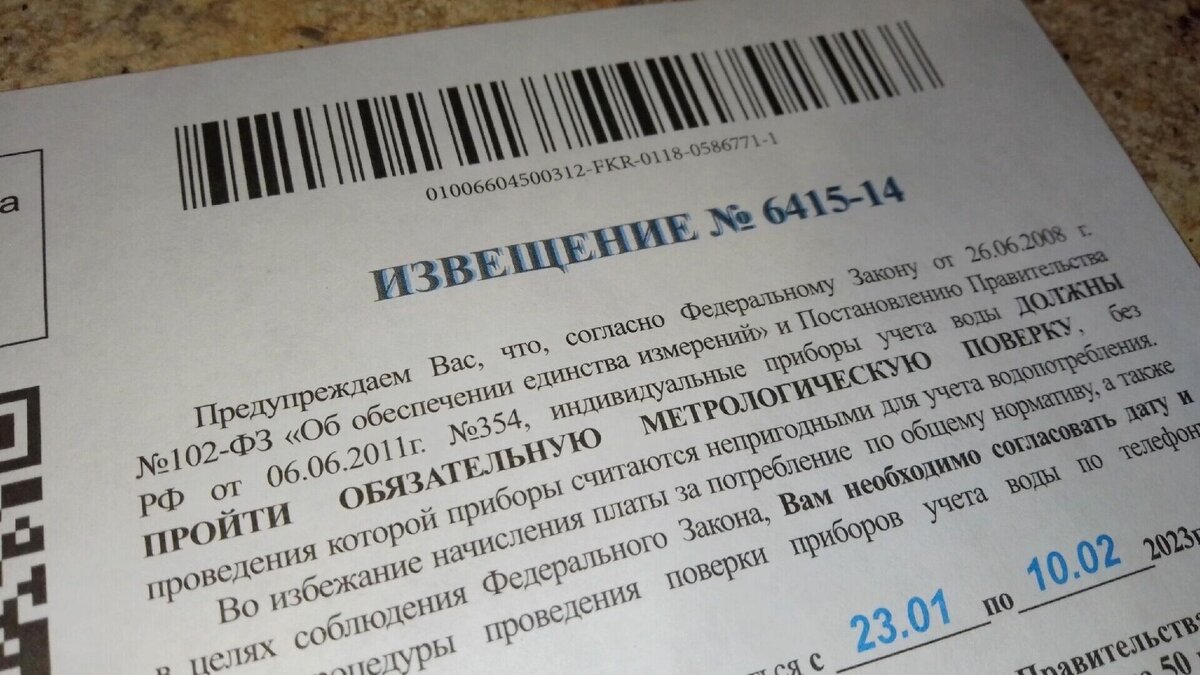 01006604500312-FKR-0118-0586771-1
ИЗВЕЩЕНИЕ № 6415-14
Предупреждаем Вас, что, согласно Федеральному Закону от 26.06.2008 г.
№102-ФЗ «Об обеспечении единства измерений» и Постановлению Правительства
РФ от 06.06.2011г. №354, индивидуальные приборы учета воды ДОЛЖНЫ
ПРОЙТИ ОБЯЗАТЕЛЬНУЮ МЕТРОЛОГИЧЕСКУЮ ПОВЕРКУ, без
проведения которой приборы считаются непригодными для учета водопотребления.
Во избежание начисления платы за потребление по общему нормативу, а также
в целях соблюдения Федерального Закона, Вам необходимо согласовать дату и
проведения поверки приборов учета воды по
с 23.01 по 10.02 2023г
Правительства
50